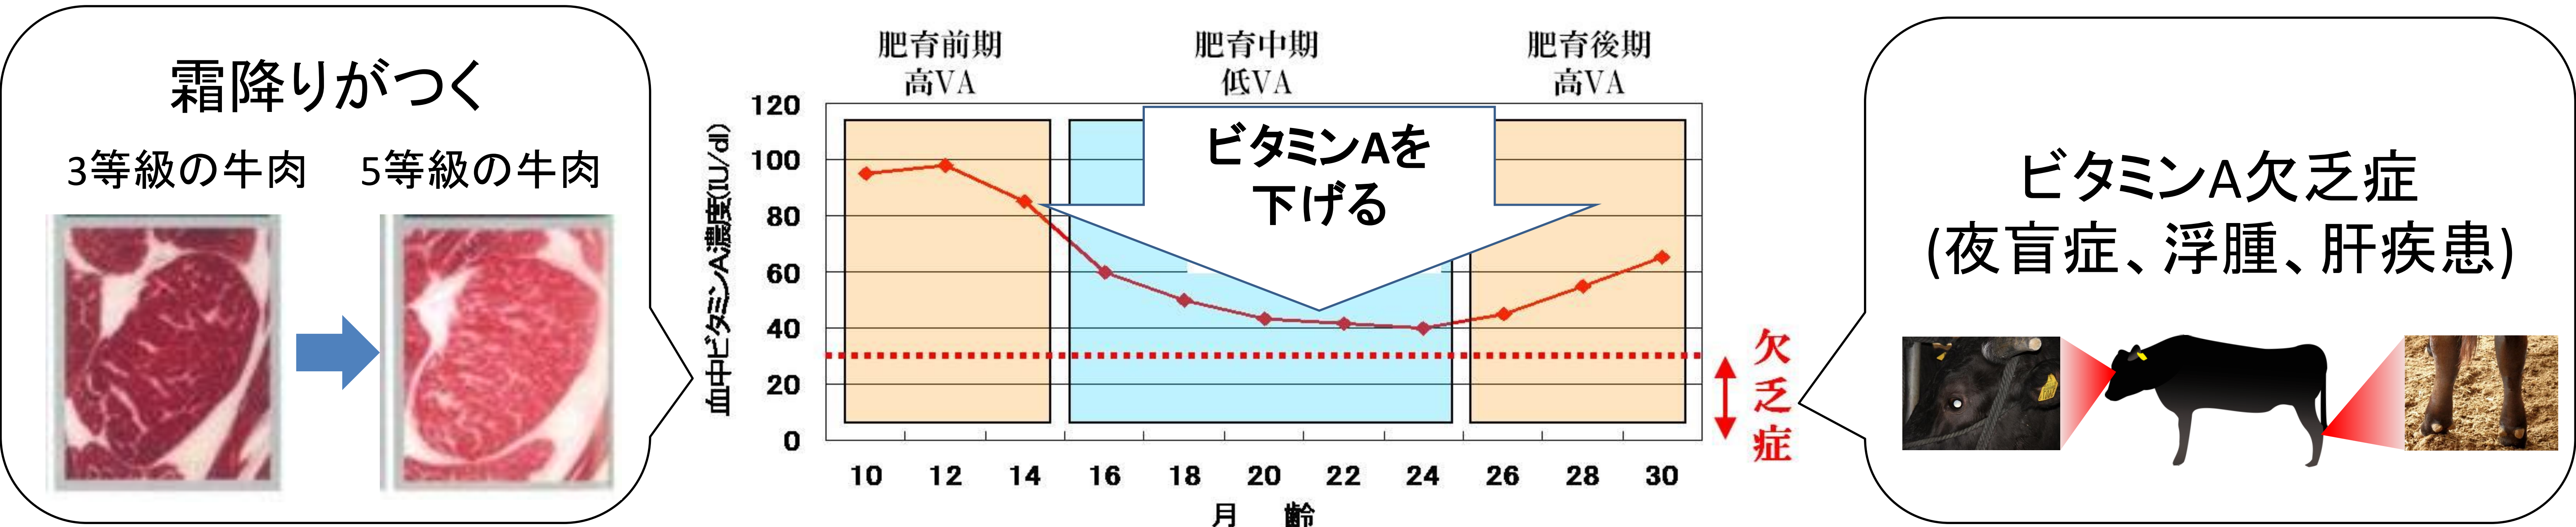 霜降りがつく
3等級の牛肉
5等級の牛肉
肥育前期
高VA
肥育中期
低VA
肥育後期
高VA
ビタミンAを
下げる
血中ビタミンA濃度(IU/dl)
120
100
80
60
40
20
0
10
12
14
16
18
20
22
24
26
28
30
月 齢
欠乏症
ビタミンA欠乏症
(夜盲症、浮腫、肝疾患)